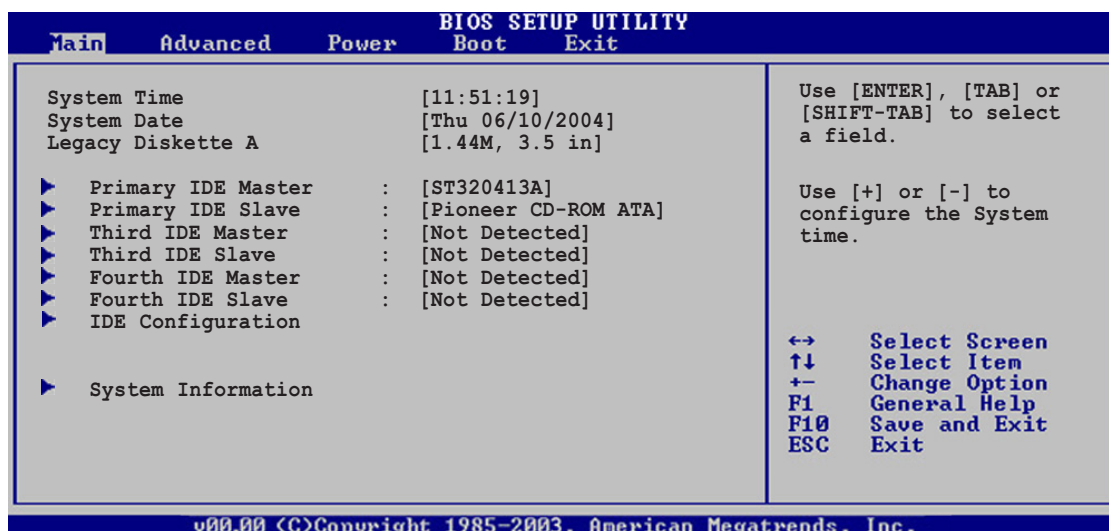 BIOS SETUP UTILITY
Main Advanced Power Boot Exit
System Time [11:51:19]
System Date [Thu 06/10/2004]
Legacy Diskette A [1.44M, 3.5 in]
Primary IDE Master : [ST320413A]
Primary IDE Slave : [Pioneer CD-ROM ATA]
Third IDE Master : [Not Detected]
Third IDE Slave : [Not Detected]
Fourth IDE Master : [Not Detected]
Fourth IDE Slave : [Not Detected]
IDE Configuration
System Information
Use [ENTER], [TAB] or
[SHIFT-TAB] to select
a field.
Use [+] or [-] to
configure the System
time.
←→ Select Screen
↑↓ Select Item
+- Change Option
F1 General Help
F10 Save and Exit
ESC Exit
v00.00 (C)Copyright 1985-2003, American Megatrends, Inc.